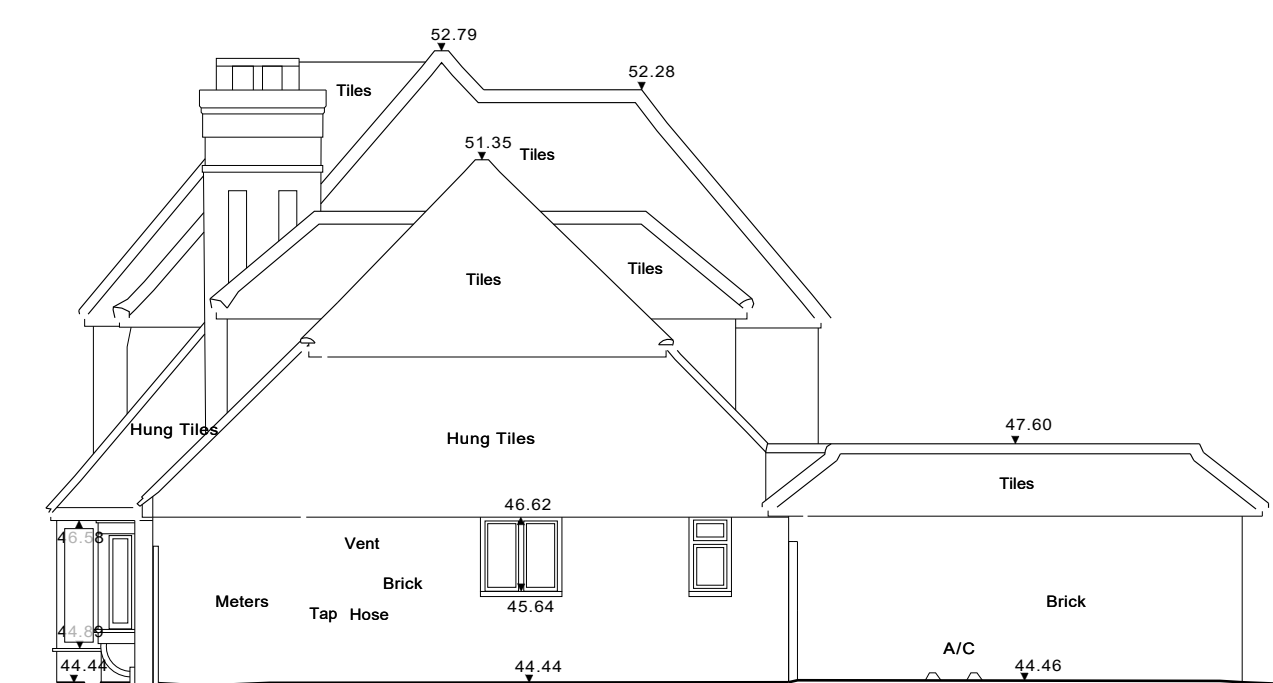 52.79
52.28
Tiles
51.35
Tiles
Tiles
Tiles
47.60
Hung Tiles
Hung Tiles
Tiles
46.62
46.58
Vent
Brick
Meters
45.64
Brick
Tap Hose
44.89
A/C
44.44
44.44
44.46